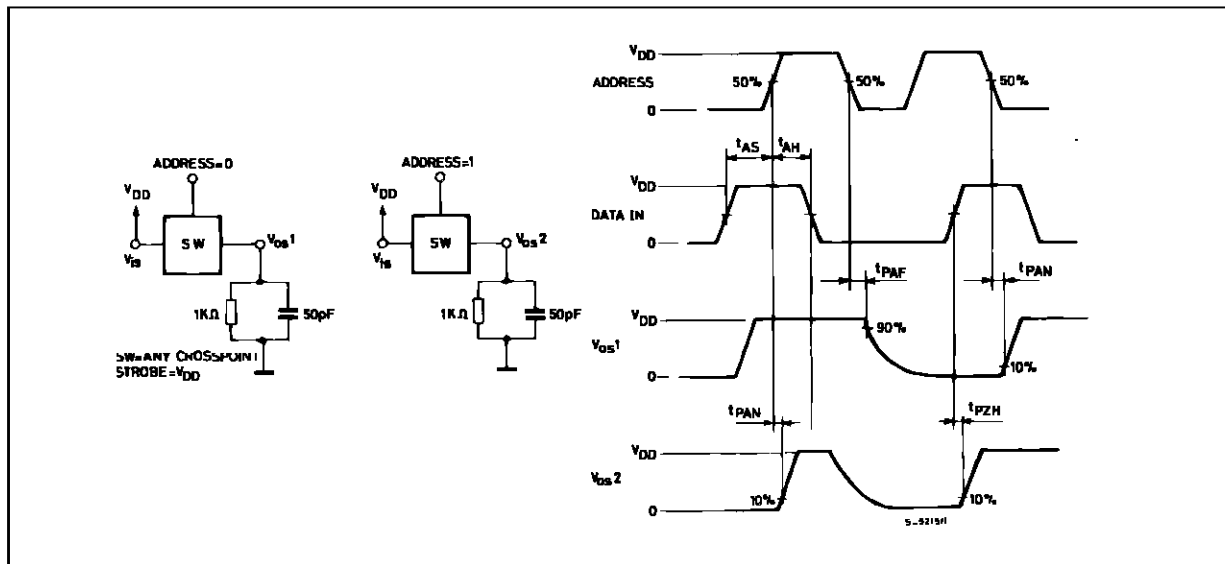 ADDRESS=0
VDD
SW
Vis
Vos1
1KΩ
50pF
SW=ANY CROSSPOINT
STROBE=VDD
ADDRESS=1
VDD
SW
Vis
Vos2
1KΩ
50pF
VDD
ADDRESS
0
50%
50%
50%
tAS
tAH
VDD
DATA IN
0
tPAF
tPAN
VDD
Vos1
0
90%
10%
tPAN
tPZH
VDD
Vos2
0
10%
10%